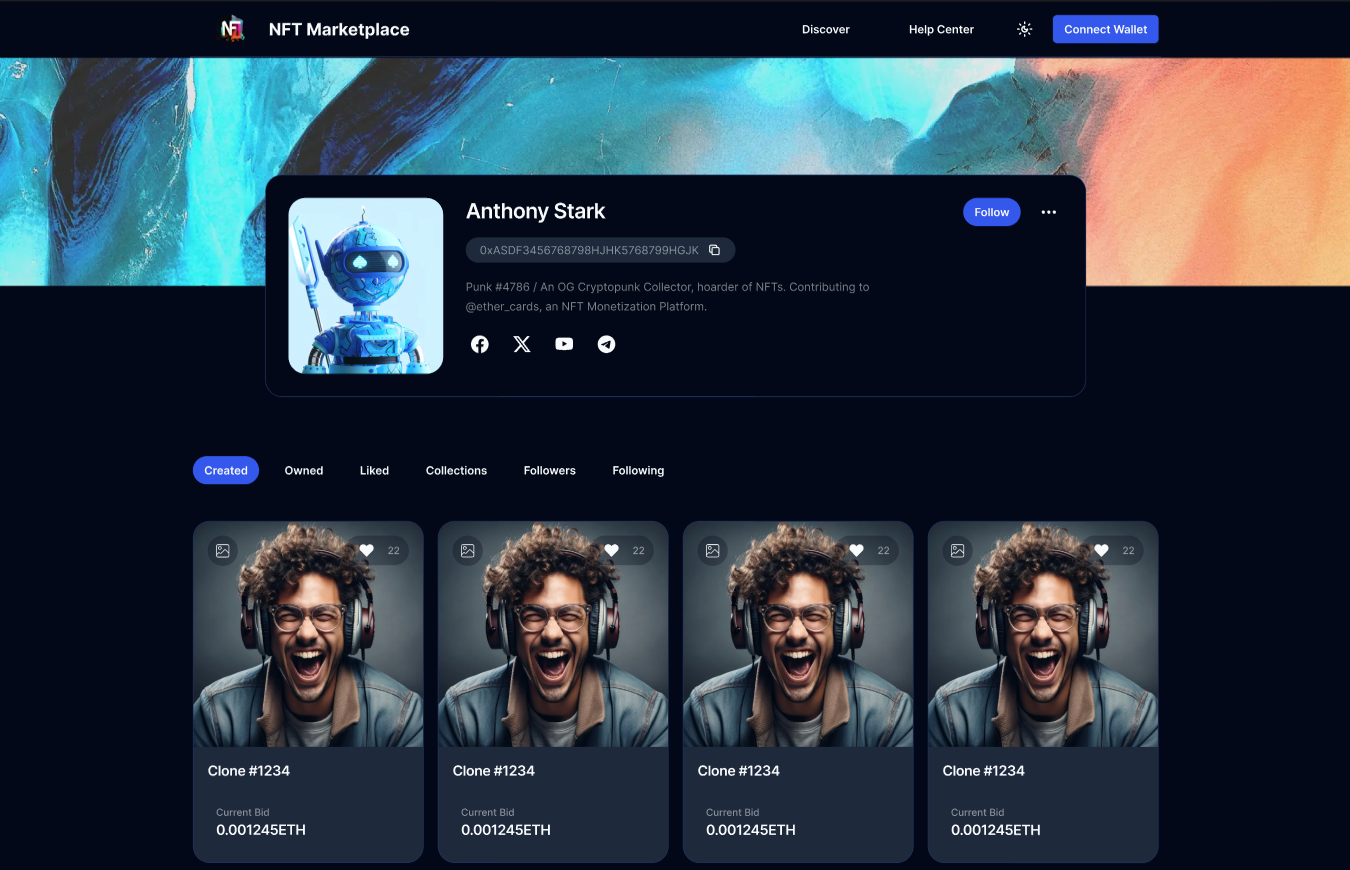 NFT
NFT Marketplace
Discover
Help Center
Connect Wallet
Anthony Stark
Follow
0xASDF3456768798HJHK5768799HGJK
Punk #4786 / An OG Cryptopunk Collector, hoarder of NFTs. Contributing to
@ether_cards, an NFT Monetization Platform.
Created
Owned
Liked
Collections
Followers
Following
22
22
22
22
Clone #1234
Clone #1234
Clone #1234
Clone #1234
Current Bid
Current Bid
Current Bid
Current Bid
0.001245ETH
0.001245ETH
0.001245ETH
0.001245ETH